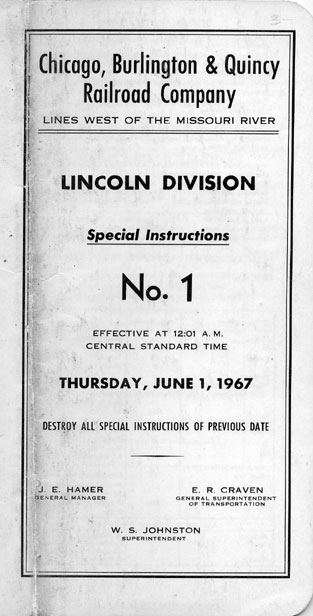 3.—
Chicago, Burlington & Quincy
Railroad Company
LINES WEST OF THE MISSOURI RIVER
LINCOLN DIVISION
Special Instructions
No. 1
EFFECTIVE AT 12:01 A. M.
CENTRAL STANDARD TIME
THURSDAY, JUNE 1, 1967
DESTROY ALL SPECIAL INSTRUCTIONS OF PREVIOUS DATE
J. E. HAMER
GENERAL MANAGER
E. R. CRAVEN
GENERAL SUPERINTENDENT
OF TRANSPORTATION
W. S. JOHNSTON
SUPERINTENDENT